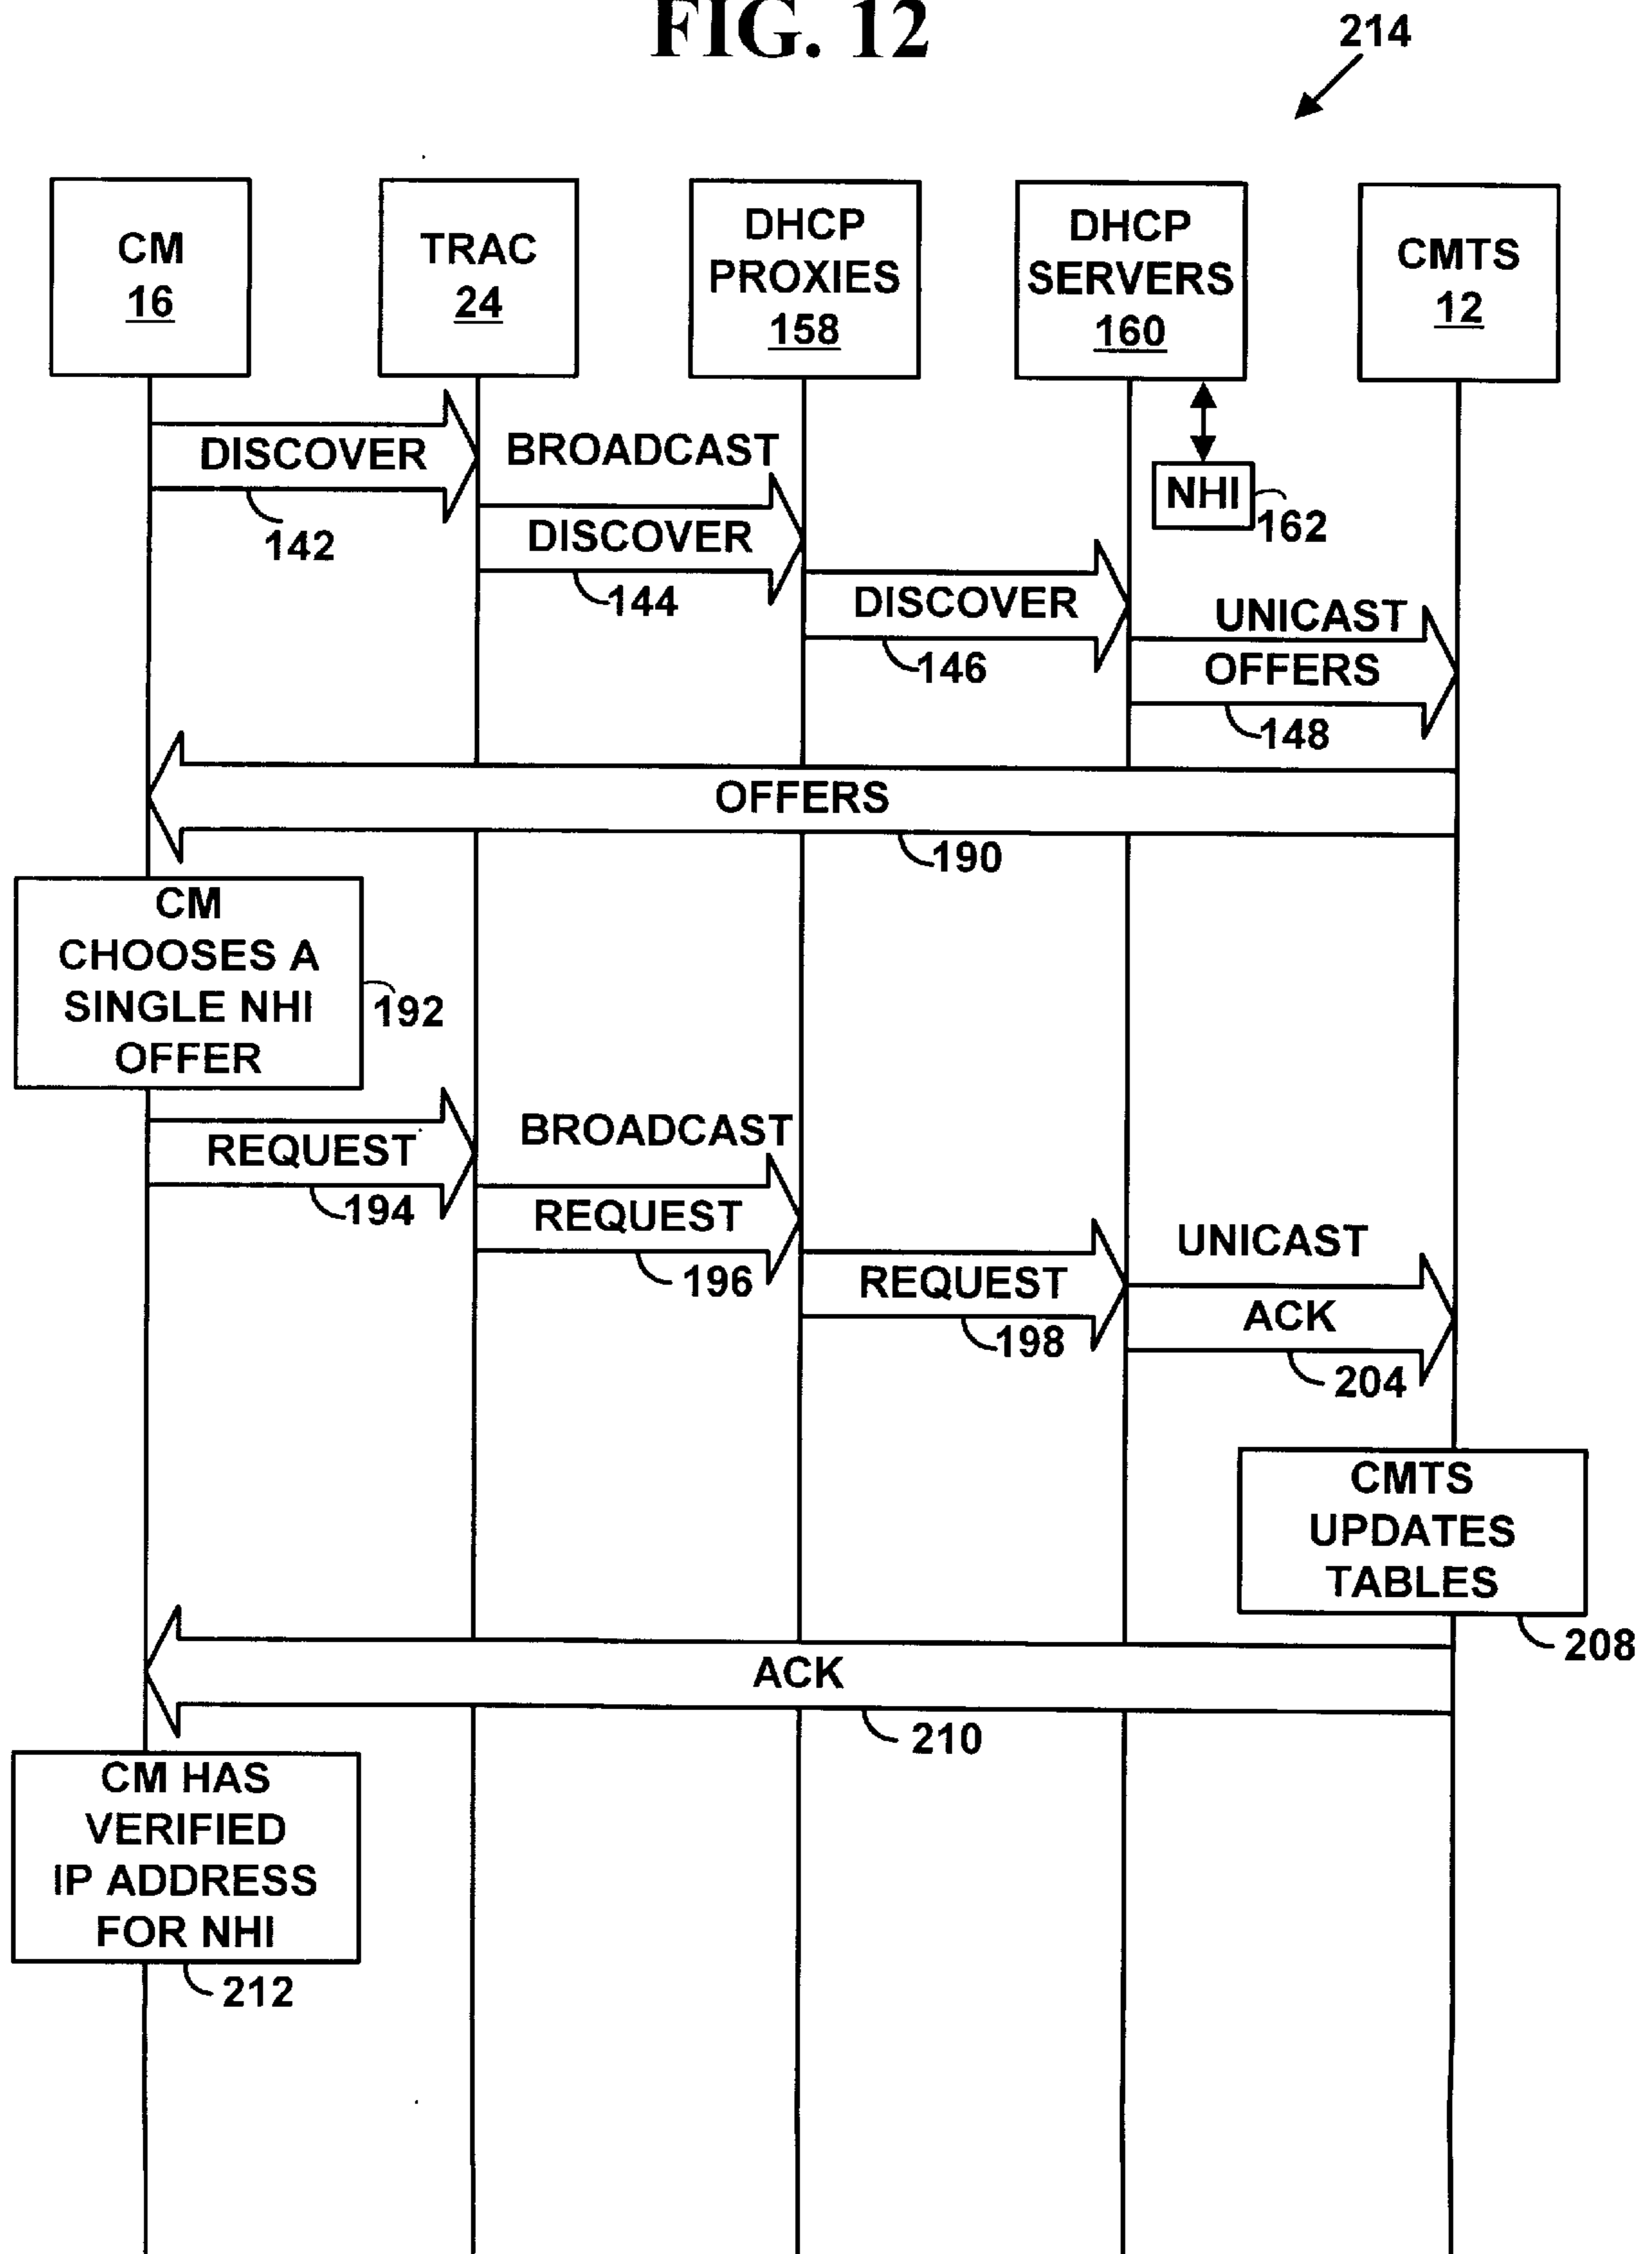 FIG. 12
214
CM
16
TRAC
24
DHCP
PROXIES
158
DHCP
SERVERS
160
CMTS
12
DISCOVER
142
BROADCAST
DISCOVER
144
NHI
162
DISCOVER
146
UNICAST
OFFERS
148
OFFERS
190
CM
CHOOSES A
SINGLE NHI
OFFER
192
REQUEST
194
BROADCAST
REQUEST
196
REQUEST
198
UNICAST
ACK
204
CMTS
UPDATES
TABLES
208
ACK
210
CM HAS
VERIFIED
IP ADDRESS
FOR NHI
212